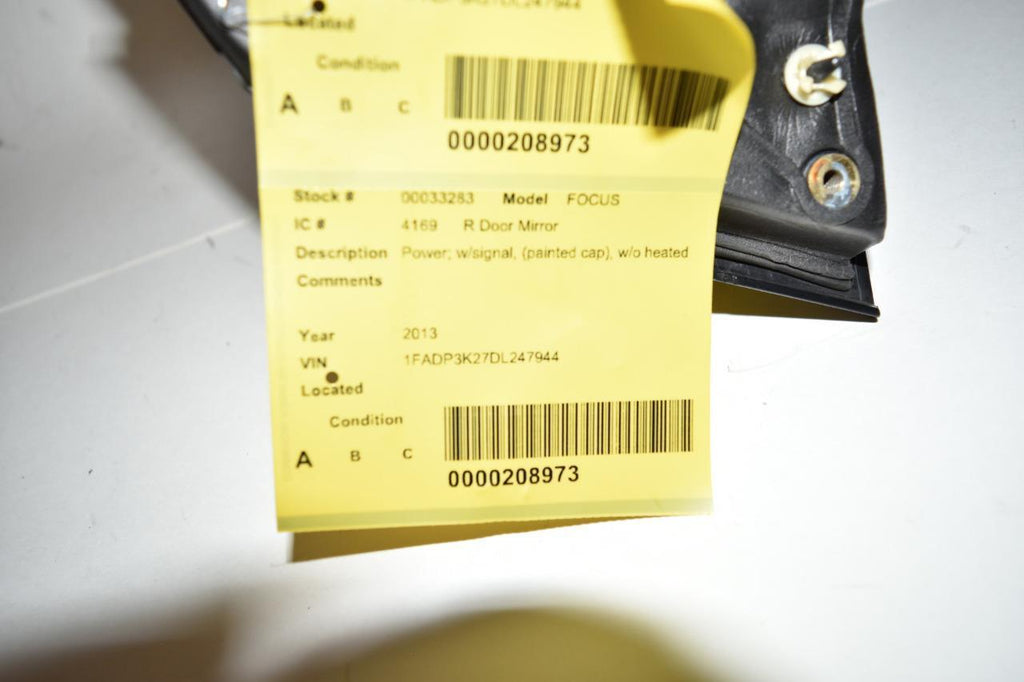 1FADP3K27DL247944
Located
Condition
A B C
0000208973
Stock # 00033283 Model FOCUS
IC # 4169 R Door Mirror
Description Power; w/signal, (painted cap), w/o heated
Comments
Year 2013
VIN 1FADP3K27DL247944
Located
Condition
A B C
0000208973